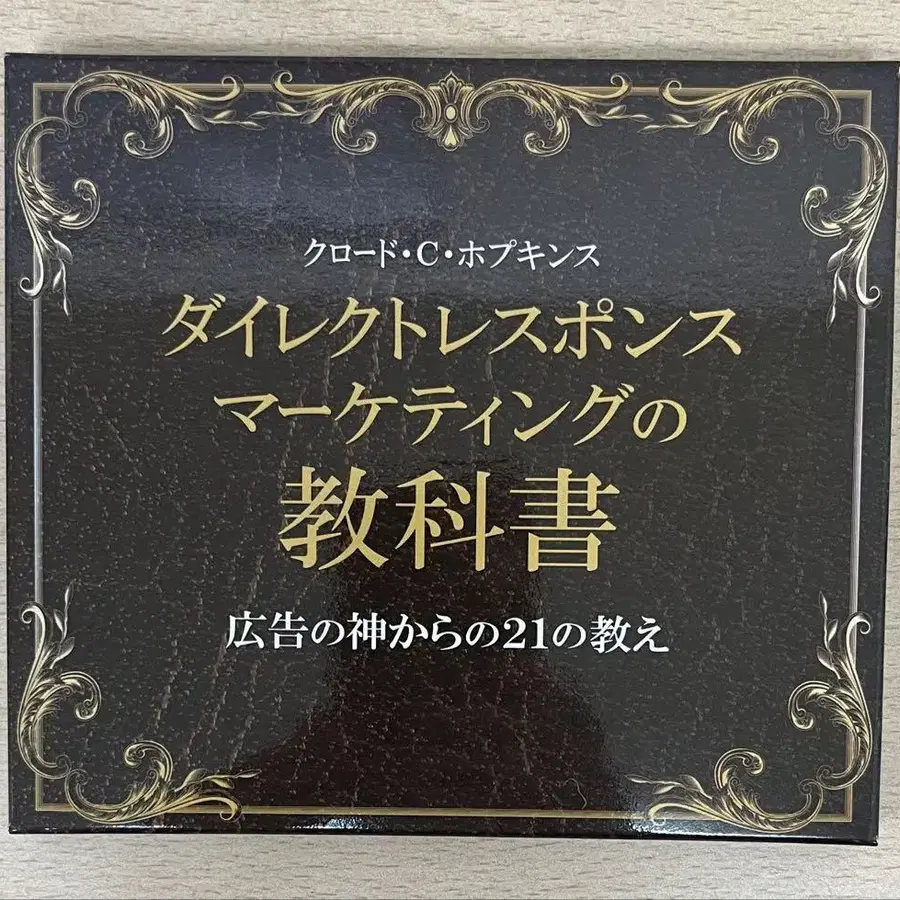 クロード・C・ホプキンス
ダイレクトレスポンス
マーケティングの
教科書
広告の神からの21の教え